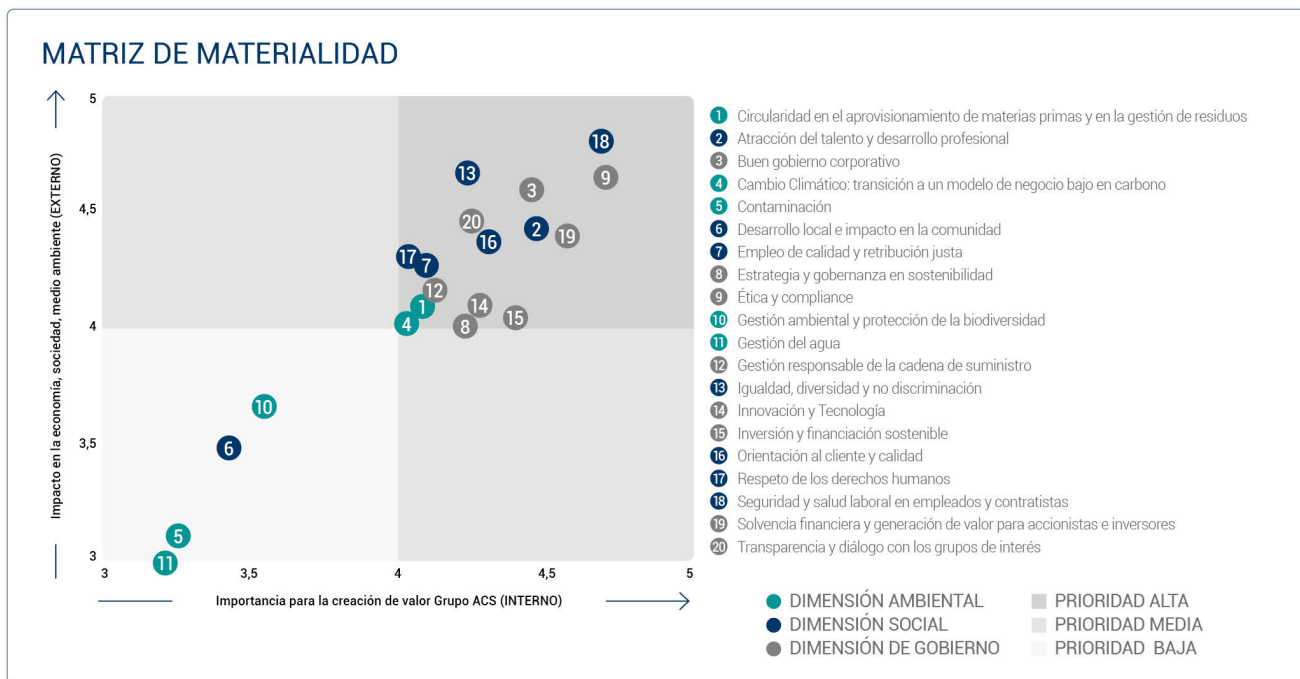 MATRIZ DE MATERIALIDAD
Impacto en la economía, sociedad, medio ambiente (EXTERNO)
5
4,5
4
3,5
3
18
13
9
3
20
2
19
16
17
7
12
1
14
15
4
8
10
6
5
11
3
3,5
4
4,5
5
Importancia para la creación de valor Grupo ACS (INTERNO)
1 Circularidad en el aprovisionamiento de materias primas y en la gestión de residuos
2 Atracción del talento y desarrollo profesional
3 Buen gobierno corporativo
4 Cambio Climático: transición a un modelo de negocio bajo en carbono
5 Contaminación
6 Desarrollo local e impacto en la comunidad
7 Empleo de calidad y retribución justa
8 Estrategia y gobernanza en sostenibilidad
9 Ética y compliance
10 Gestión ambiental y protección de la biodiversidad
11 Gestión del agua
12 Gestión responsable de la cadena de suministro
13 Igualdad, diversidad y no discriminación
14 Innovación y Tecnología
15 Inversión y financiación sostenible
16 Orientación al cliente y calidad
17 Respeto de los derechos humanos
18 Seguridad y salud laboral en empleados y contratistas
19 Solvencia financiera y generación de valor para accionistas e inversores
20 Transparencia y diálogo con los grupos de interés
DIMENSIÓN AMBIENTAL
DIMENSIÓN SOCIAL
DIMENSIÓN DE GOBIERNO
PRIORIDAD ALTA
PRIORIDAD MEDIA
PRIORIDAD BAJA